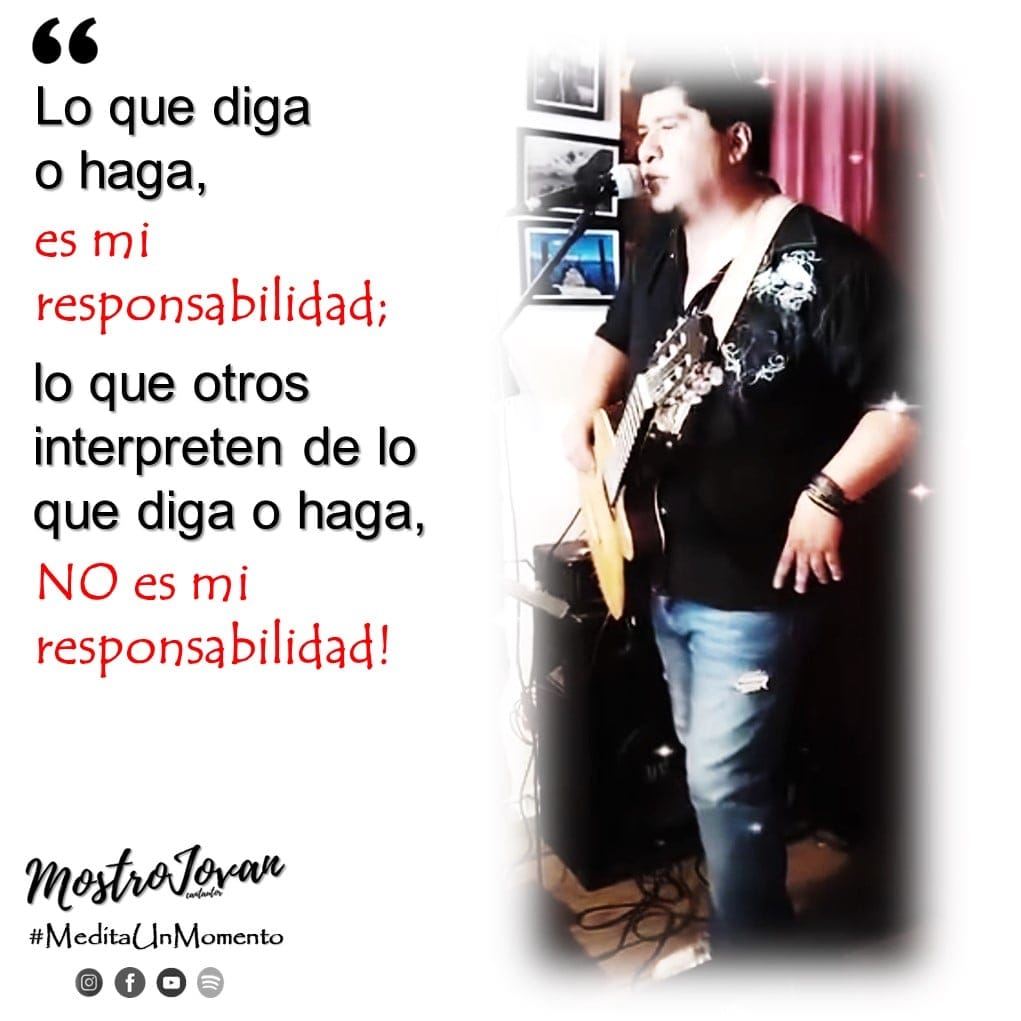 “
Lo que diga
o haga,
es mi
responsabilidad;
lo que otros
interpreten de lo
que diga o haga,
NO es mi
responsabilidad!
MostroJovan
cantautor
#MeditaUnMomento